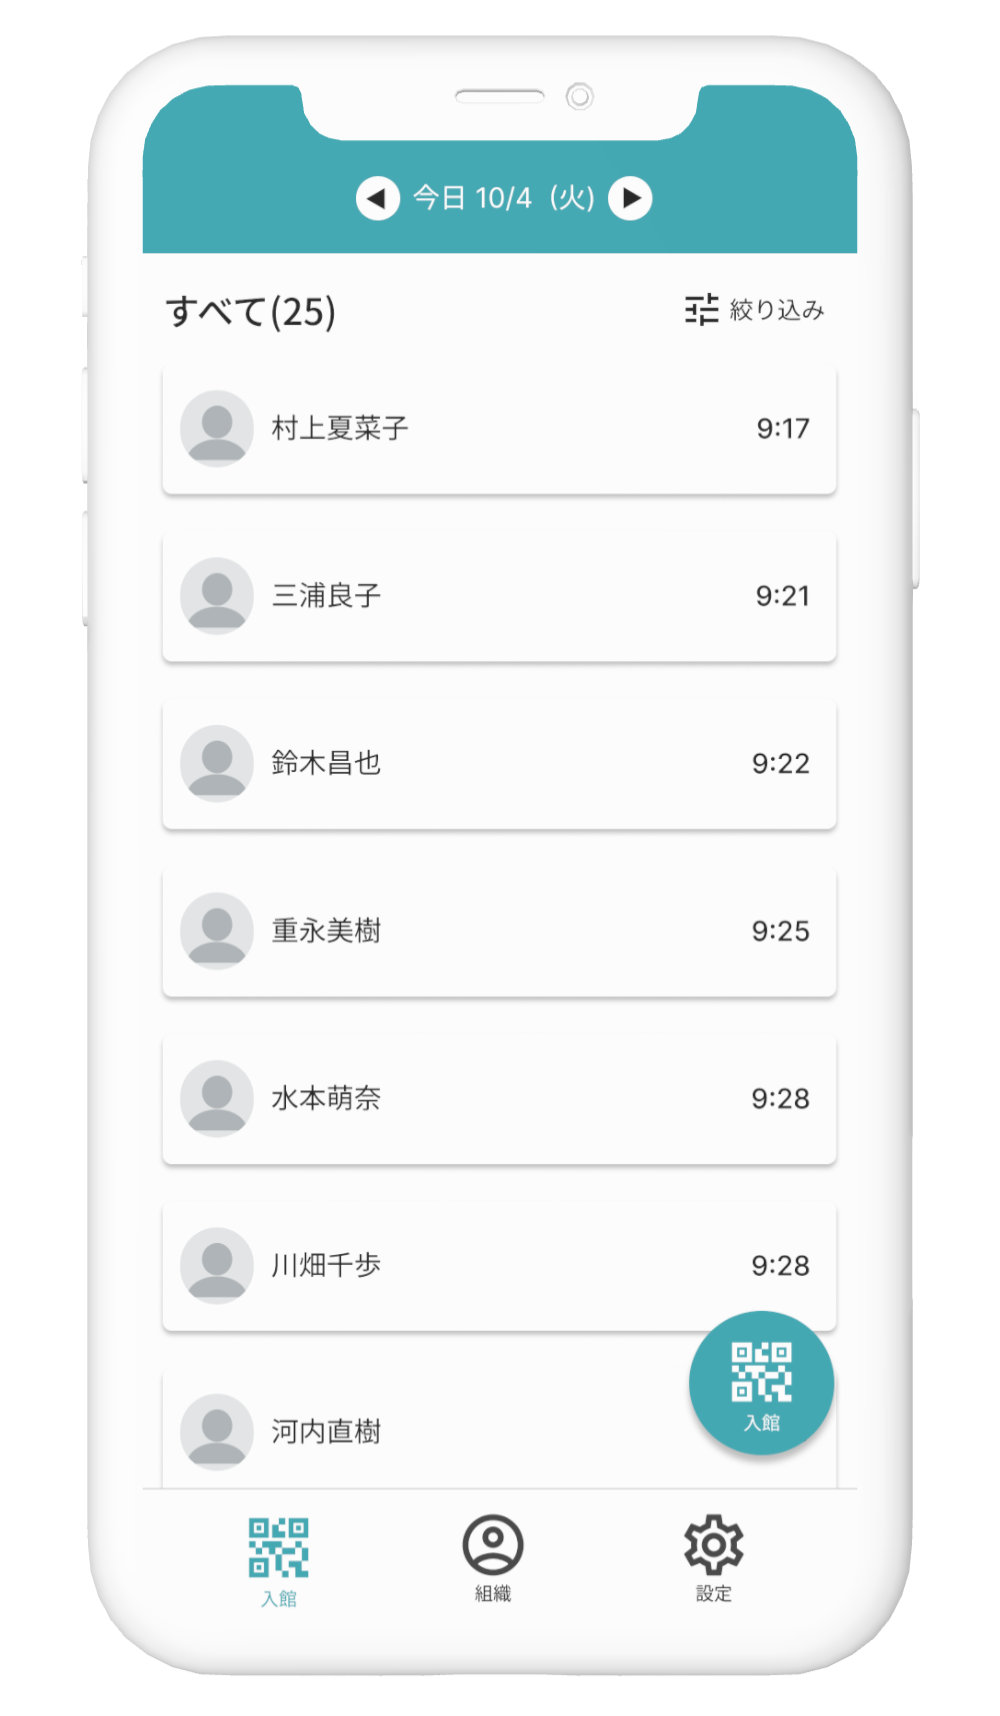 今日 10/4（火）
すべて(25)
絞り込み
村上夏菜子 9:17
三浦良子 9:21
鈴木昌也 9:22
重永美樹 9:25
水本萌奈 9:28
川畑千歩 9:28
河内直樹
入館
入館 組織 設定